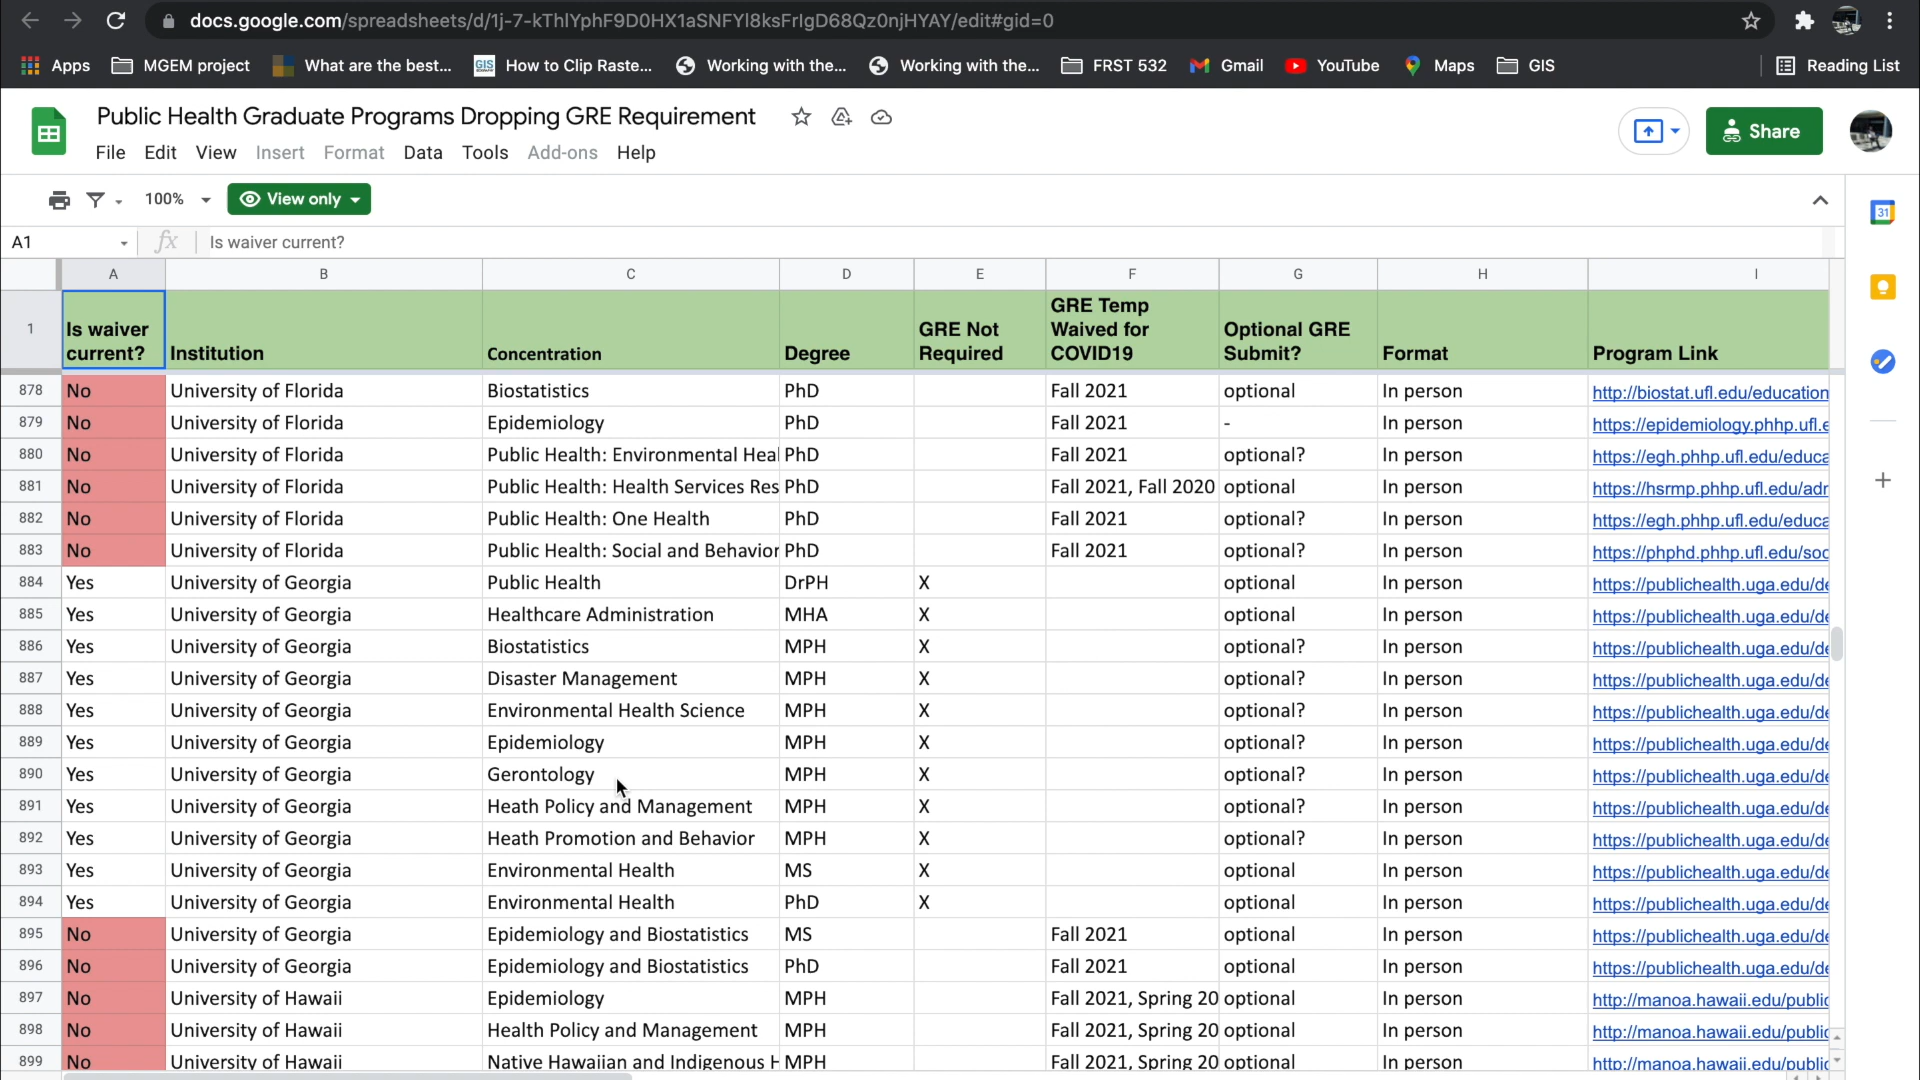 docs.google.com/spreadsheets/d/1j-7-kThlYphF9D0HX1aSNFYl8ksFrIgD68Qz0njHYAY/edit#gid=0
Apps MGEM project What are the best... GIS How to Clip Raste... Working with the... Working with the... FRST 532 Gmail YouTube Maps GIS Reading List
Public Health Graduate Programs Dropping GRE Requirement
Share
File Edit View Insert Format Data Tools Add-ons Help
100% View only
31
A1 fx Is waiver current?
A B C D E F G H I
1 Is waiver current? Institution Concentration Degree GRE Not Required GRE Temp Waived for COVID19 Optional GRE Submit? Format Program Link
878 No University of Florida Biostatistics PhD Fall 2021 optional In person http://biostat.ufl.edu/education
879 No University of Florida Epidemiology PhD Fall 2021 - In person https://epidemiology.phhp.ufl.e
880 No University of Florida Public Health: Environmental Heal PhD Fall 2021 optional? In person https://egh.phhp.ufl.edu/educa
881 No University of Florida Public Health: Health Services Res PhD Fall 2021, Fall 2020 optional In person https://hsrmp.phhp.ufl.edu/adr
882 No University of Florida Public Health: One Health PhD Fall 2021 optional? In person https://egh.phhp.ufl.edu/educa
883 No University of Florida Public Health: Social and Behavior PhD Fall 2021 optional? In person https://phphd.phhp.ufl.edu/soc
884 Yes University of Georgia Public Health DrPH X optional In person https://publichealth.uga.edu/de
885 Yes University of Georgia Healthcare Administration MHA X optional In person https://publichealth.uga.edu/de
886 Yes University of Georgia Biostatistics MPH X optional? In person https://publichealth.uga.edu/de
887 Yes University of Georgia Disaster Management MPH X optional? In person https://publichealth.uga.edu/de
888 Yes University of Georgia Environmental Health Science MPH X optional? In person https://publichealth.uga.edu/de
889 Yes University of Georgia Epidemiology MPH X optional? In person https://publichealth.uga.edu/de
890 Yes University of Georgia Gerontology MPH X optional? In person https://publichealth.uga.edu/de
891 Yes University of Georgia Heath Policy and Management MPH X optional? In person https://publichealth.uga.edu/de
892 Yes University of Georgia Heath Promotion and Behavior MPH X optional? In person https://publichealth.uga.edu/de
893 Yes University of Georgia Environmental Health MS X optional In person https://publichealth.uga.edu/de
894 Yes University of Georgia Environmental Health PhD X optional In person https://publichealth.uga.edu/de
895 No University of Georgia Epidemiology and Biostatistics MS Fall 2021 optional In person https://publichealth.uga.edu/de
896 No University of Georgia Epidemiology and Biostatistics PhD Fall 2021 optional In person https://publichealth.uga.edu/de
897 No University of Hawaii Epidemiology MPH Fall 2021, Spring 20 optional In person http://manoa.hawaii.edu/public
898 No University of Hawaii Health Policy and Management MPH Fall 2021, Spring 20 optional In person http://manoa.hawaii.edu/public
899 No University of Hawaii Native Hawaiian and Indigenous H MPH Fall 2021, Spring 20 optional In person http://manoa.hawaii.edu/public